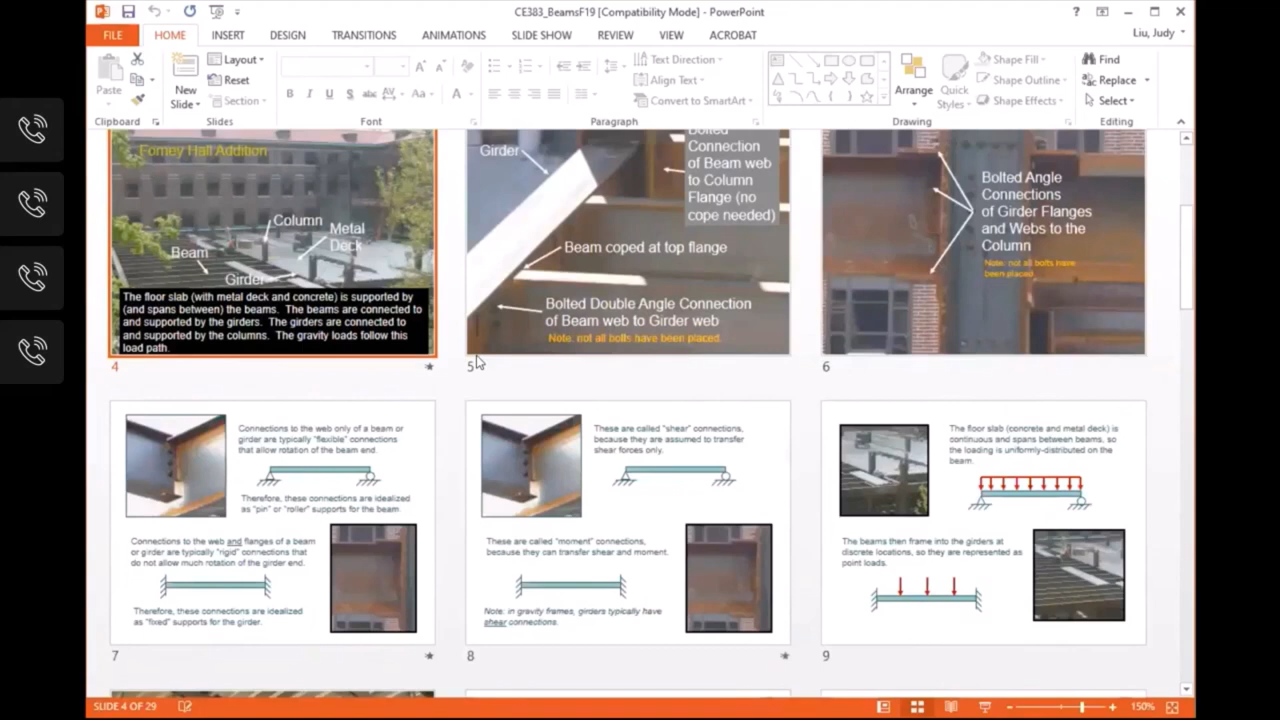 CE383_BeamsF19 [Compatibility Mode] - PowerPoint
?
FILE
HOME
INSERT
DESIGN
TRANSITIONS
ANIMATIONS
SLIDE SHOW
REVIEW
VIEW
ACROBAT
Liu, Judy
Paste
Clipboard
New
Slide
Layout
Reset
Section
Slides
B I U S abc AV Aa A
Font
Text Direction
Align Text
Convert to SmartArt
Paragraph
Arrange
Quick
Styles
Shape Fill
Shape Outline
Shape Effects
Drawing
Find
Replace
Select
Editing
Forney Hall Addition
Column
Metal
Deck
Beam
Girder
The floor slab (with metal deck and concrete) is supported by
(and spans between) the beams. The beams are connected to
and supported by the girders. The girders are connected to
and supported by the columns. The gravity loads follow this
load path.
4
Girder
Bolted
Connection
of Beam web
to Column
Flange (no
cope needed)
Beam coped at top flange
Bolted Double Angle Connection
of Beam web to Girder web
Note: not all bolts have been placed.
5
Bolted Angle
Connections
of Girder Flanges
and Webs to the
Column
Note: not all bolts have
been placed.
6
Connections to the web only of a beam or
girder are typically "flexible" connections
that allow rotation of the beam end.
Therefore, these connections are idealized
as "pin" or "roller" supports for the beam.
Connections to the web and flanges of a beam
or girder are typically "rigid" connections that
do not allow much rotation of the girder end.
Therefore, these connections are idealized
as "fixed" supports for the girder.
7
These are called "shear" connections,
because they are assumed to transfer
shear forces only.
These are called "moment" connections,
because they can transfer shear and moment.
Note: in gravity frames, girders typically have
shear connections.
8
The floor slab (concrete and metal deck) is
continuous and spans between beams, so
the loading is uniformly-distributed on the
beam.
The beams then frame into the girders at
discrete locations, so they are represented as
point loads.
9
SLIDE 4 OF 29
150%